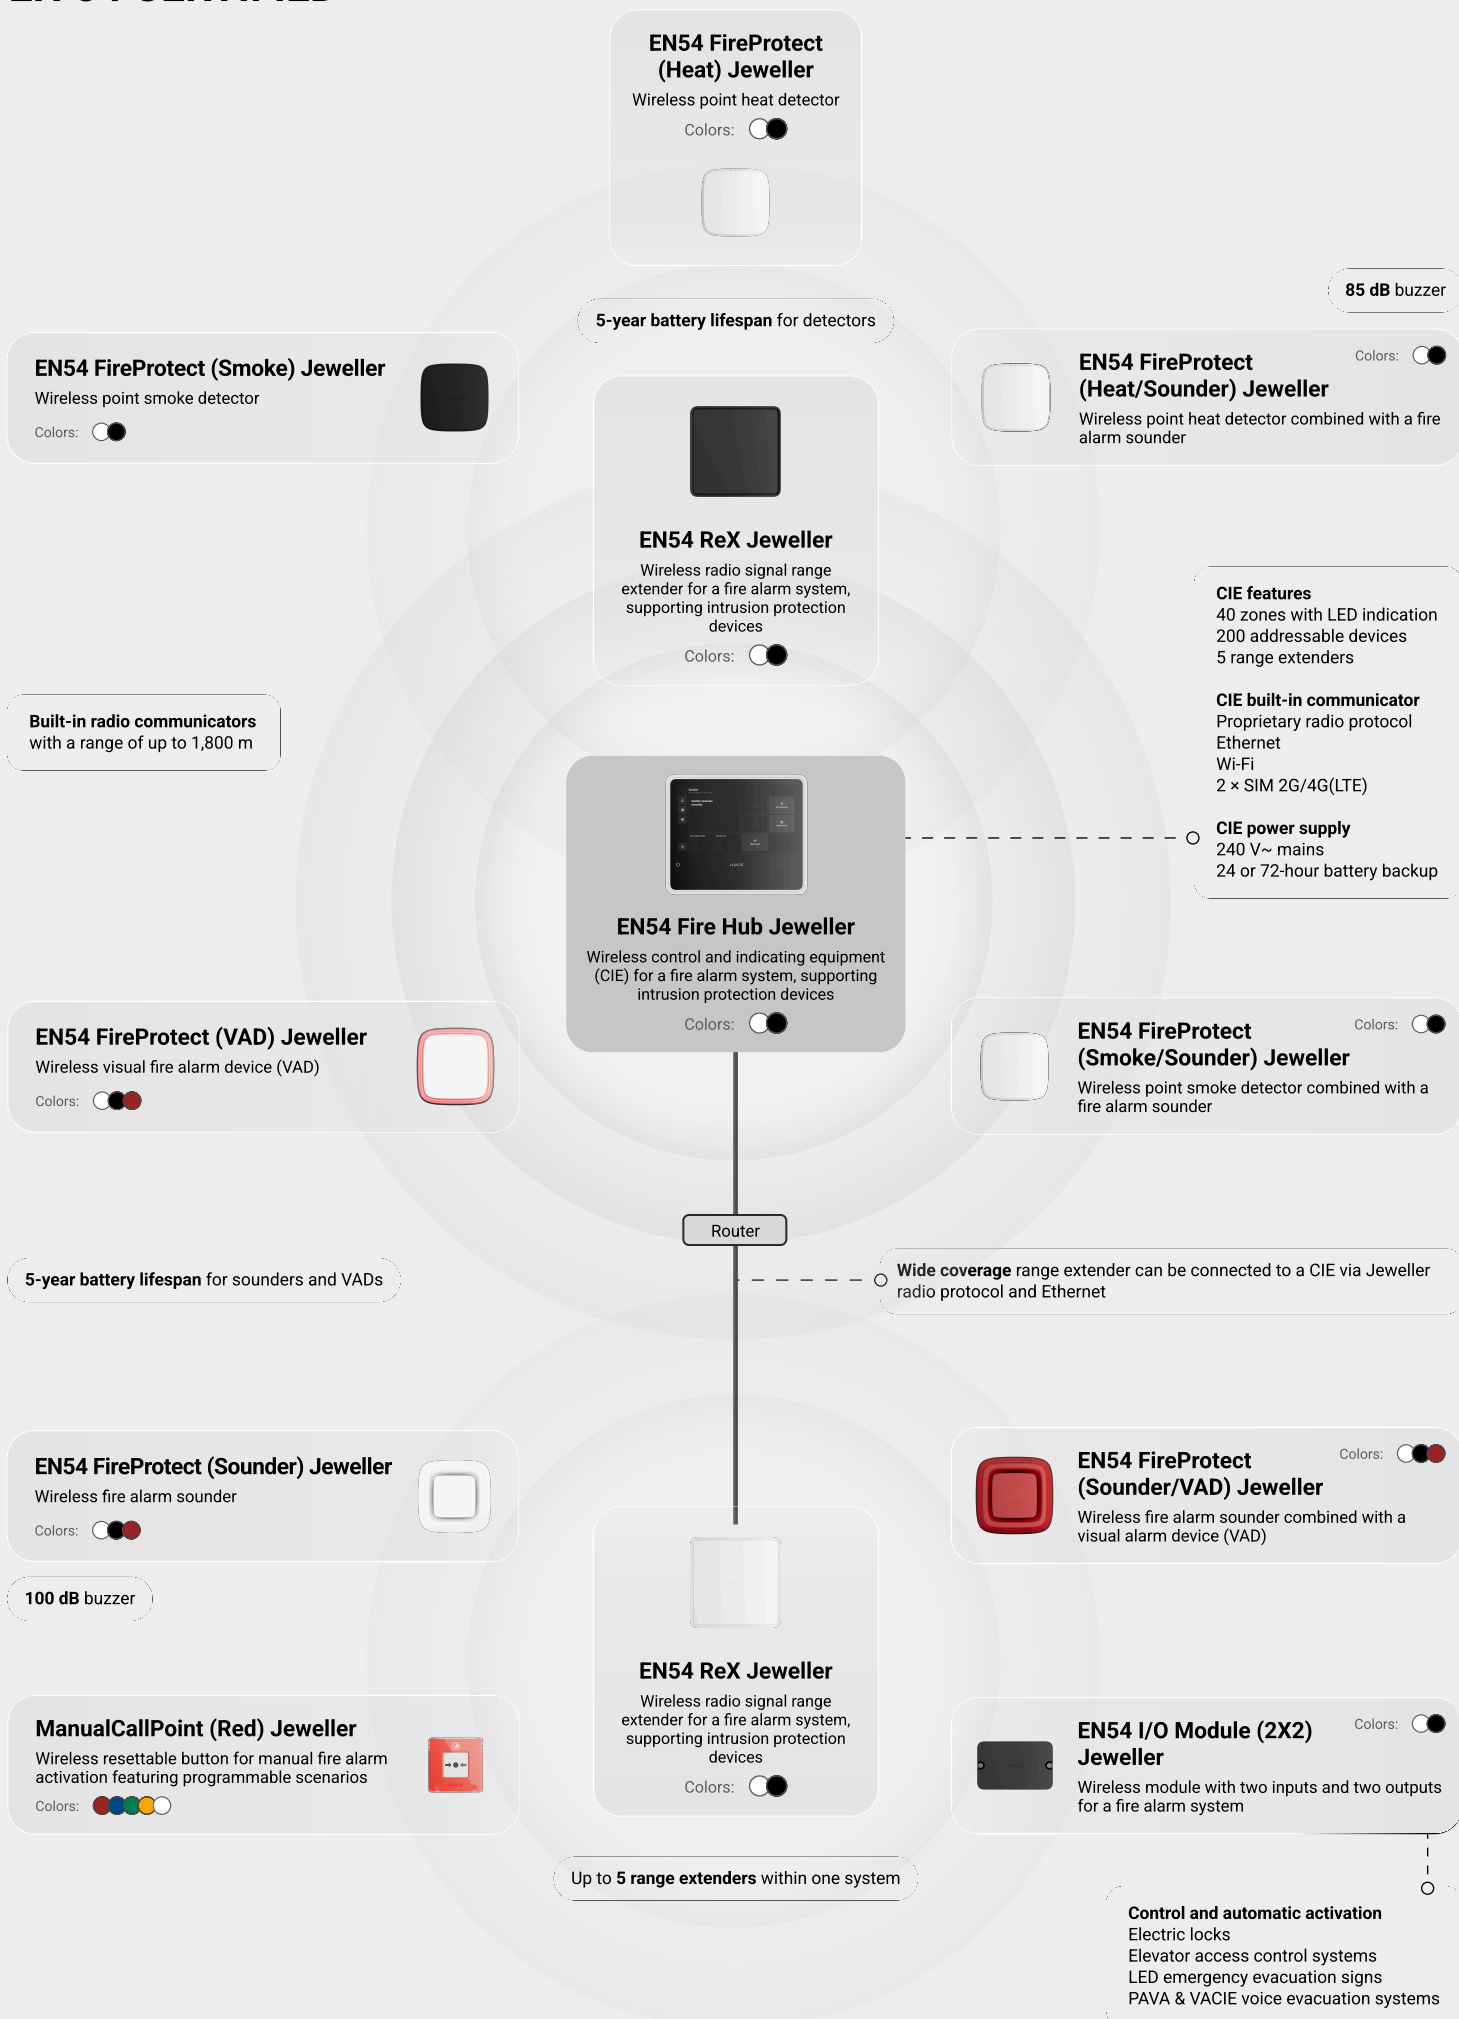 EN54 FireProtect
(Heat) Jeweller
Wireless point heat detector
Colors:
85 dB buzzer
5-year battery lifespan for detectors
EN54 FireProtect (Smoke) Jeweller
Wireless point smoke detector
Colors:
EN54 FireProtect
(Heat/Sounder) Jeweller
Colors:
Wireless point heat detector combined with a fire
alarm sounder
EN54 ReX Jeweller
Wireless radio signal range
extender for a fire alarm system,
supporting intrusion protection
devices
Colors:
CIE features
40 zones with LED indication
200 addressable devices
5 range extenders
CIE built-in communicator
Proprietary radio protocol
Ethernet
Wi-Fi
2 × SIM 2G/4G(LTE)
CIE power supply
240 V~ mains
24 or 72-hour battery backup
Built-in radio communicators
with a range of up to 1,800 m
AJAX
EN54 Fire Hub Jeweller
Wireless control and indicating equipment
(CIE) for a fire alarm system, supporting
intrusion protection devices
Colors:
EN54 FireProtect (VAD) Jeweller
Wireless visual fire alarm device (VAD)
Colors:
EN54 FireProtect
(Smoke/Sounder) Jeweller
Colors:
Wireless point smoke detector combined with a
fire alarm sounder
Router
5-year battery lifespan for sounders and VADs
Wide coverage range extender can be connected to a CIE via Jeweller
radio protocol and Ethernet
EN54 FireProtect (Sounder) Jeweller
Wireless fire alarm sounder
Colors:
100 dB buzzer
EN54 FireProtect
(Sounder/VAD) Jeweller
Colors:
Wireless fire alarm sounder combined with a
visual alarm device (VAD)
EN54 ReX Jeweller
Wireless radio signal range
extender for a fire alarm system,
supporting intrusion protection
devices
Colors:
ManualCallPoint (Red) Jeweller
Wireless resettable button for manual fire alarm
activation featuring programmable scenarios
Colors:
EN54 I/O Module (2X2)
Jeweller
Colors:
Wireless module with two inputs and two outputs
for a fire alarm system
Up to 5 range extenders within one system
Control and automatic activation
Electric locks
Elevator access control systems
LED emergency evacuation signs
PAVA & VACIE voice evacuation systems